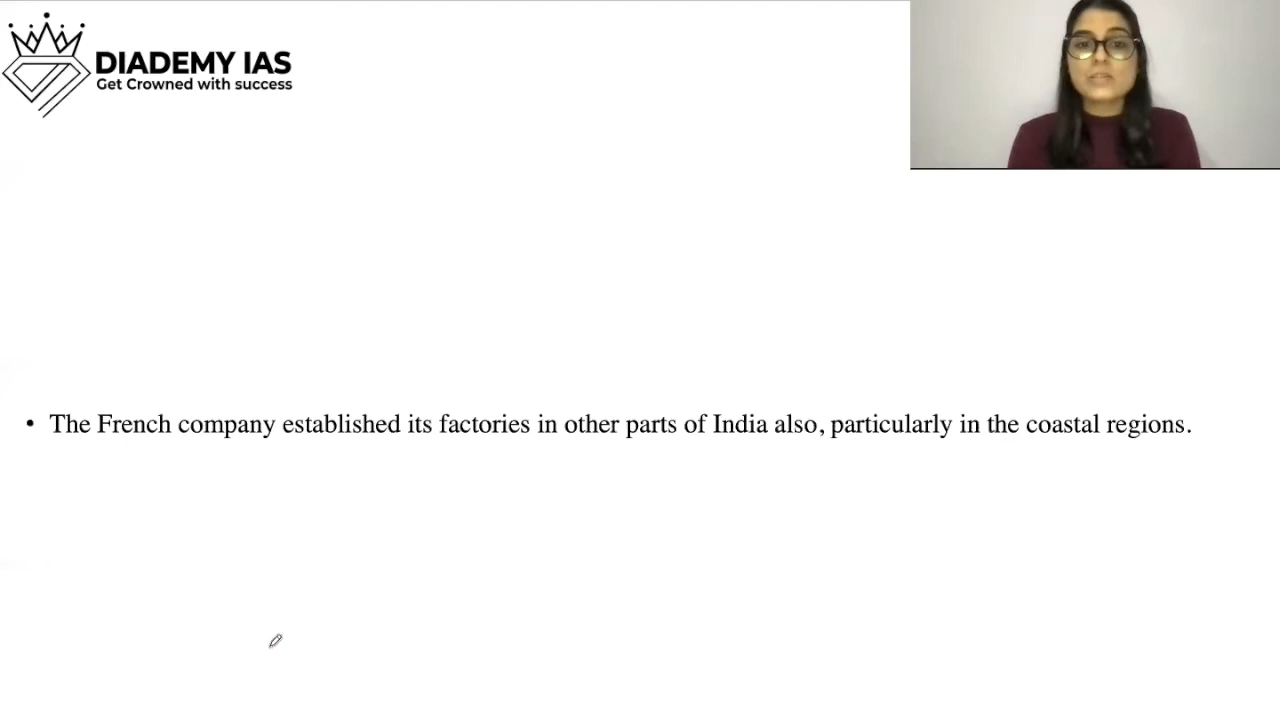 DIADEMY IAS
Get Crowned with success
• The French company established its factories in other parts of India also, particularly in the coastal regions.